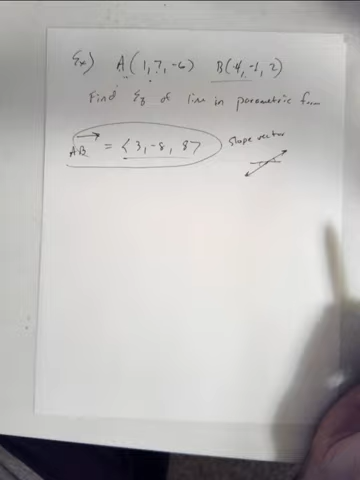 Ex) A(1, 7, -6) B(4, -1, 2)
Find Eq of line in parametric form
AB = <3, -8, 8>
Slope vector